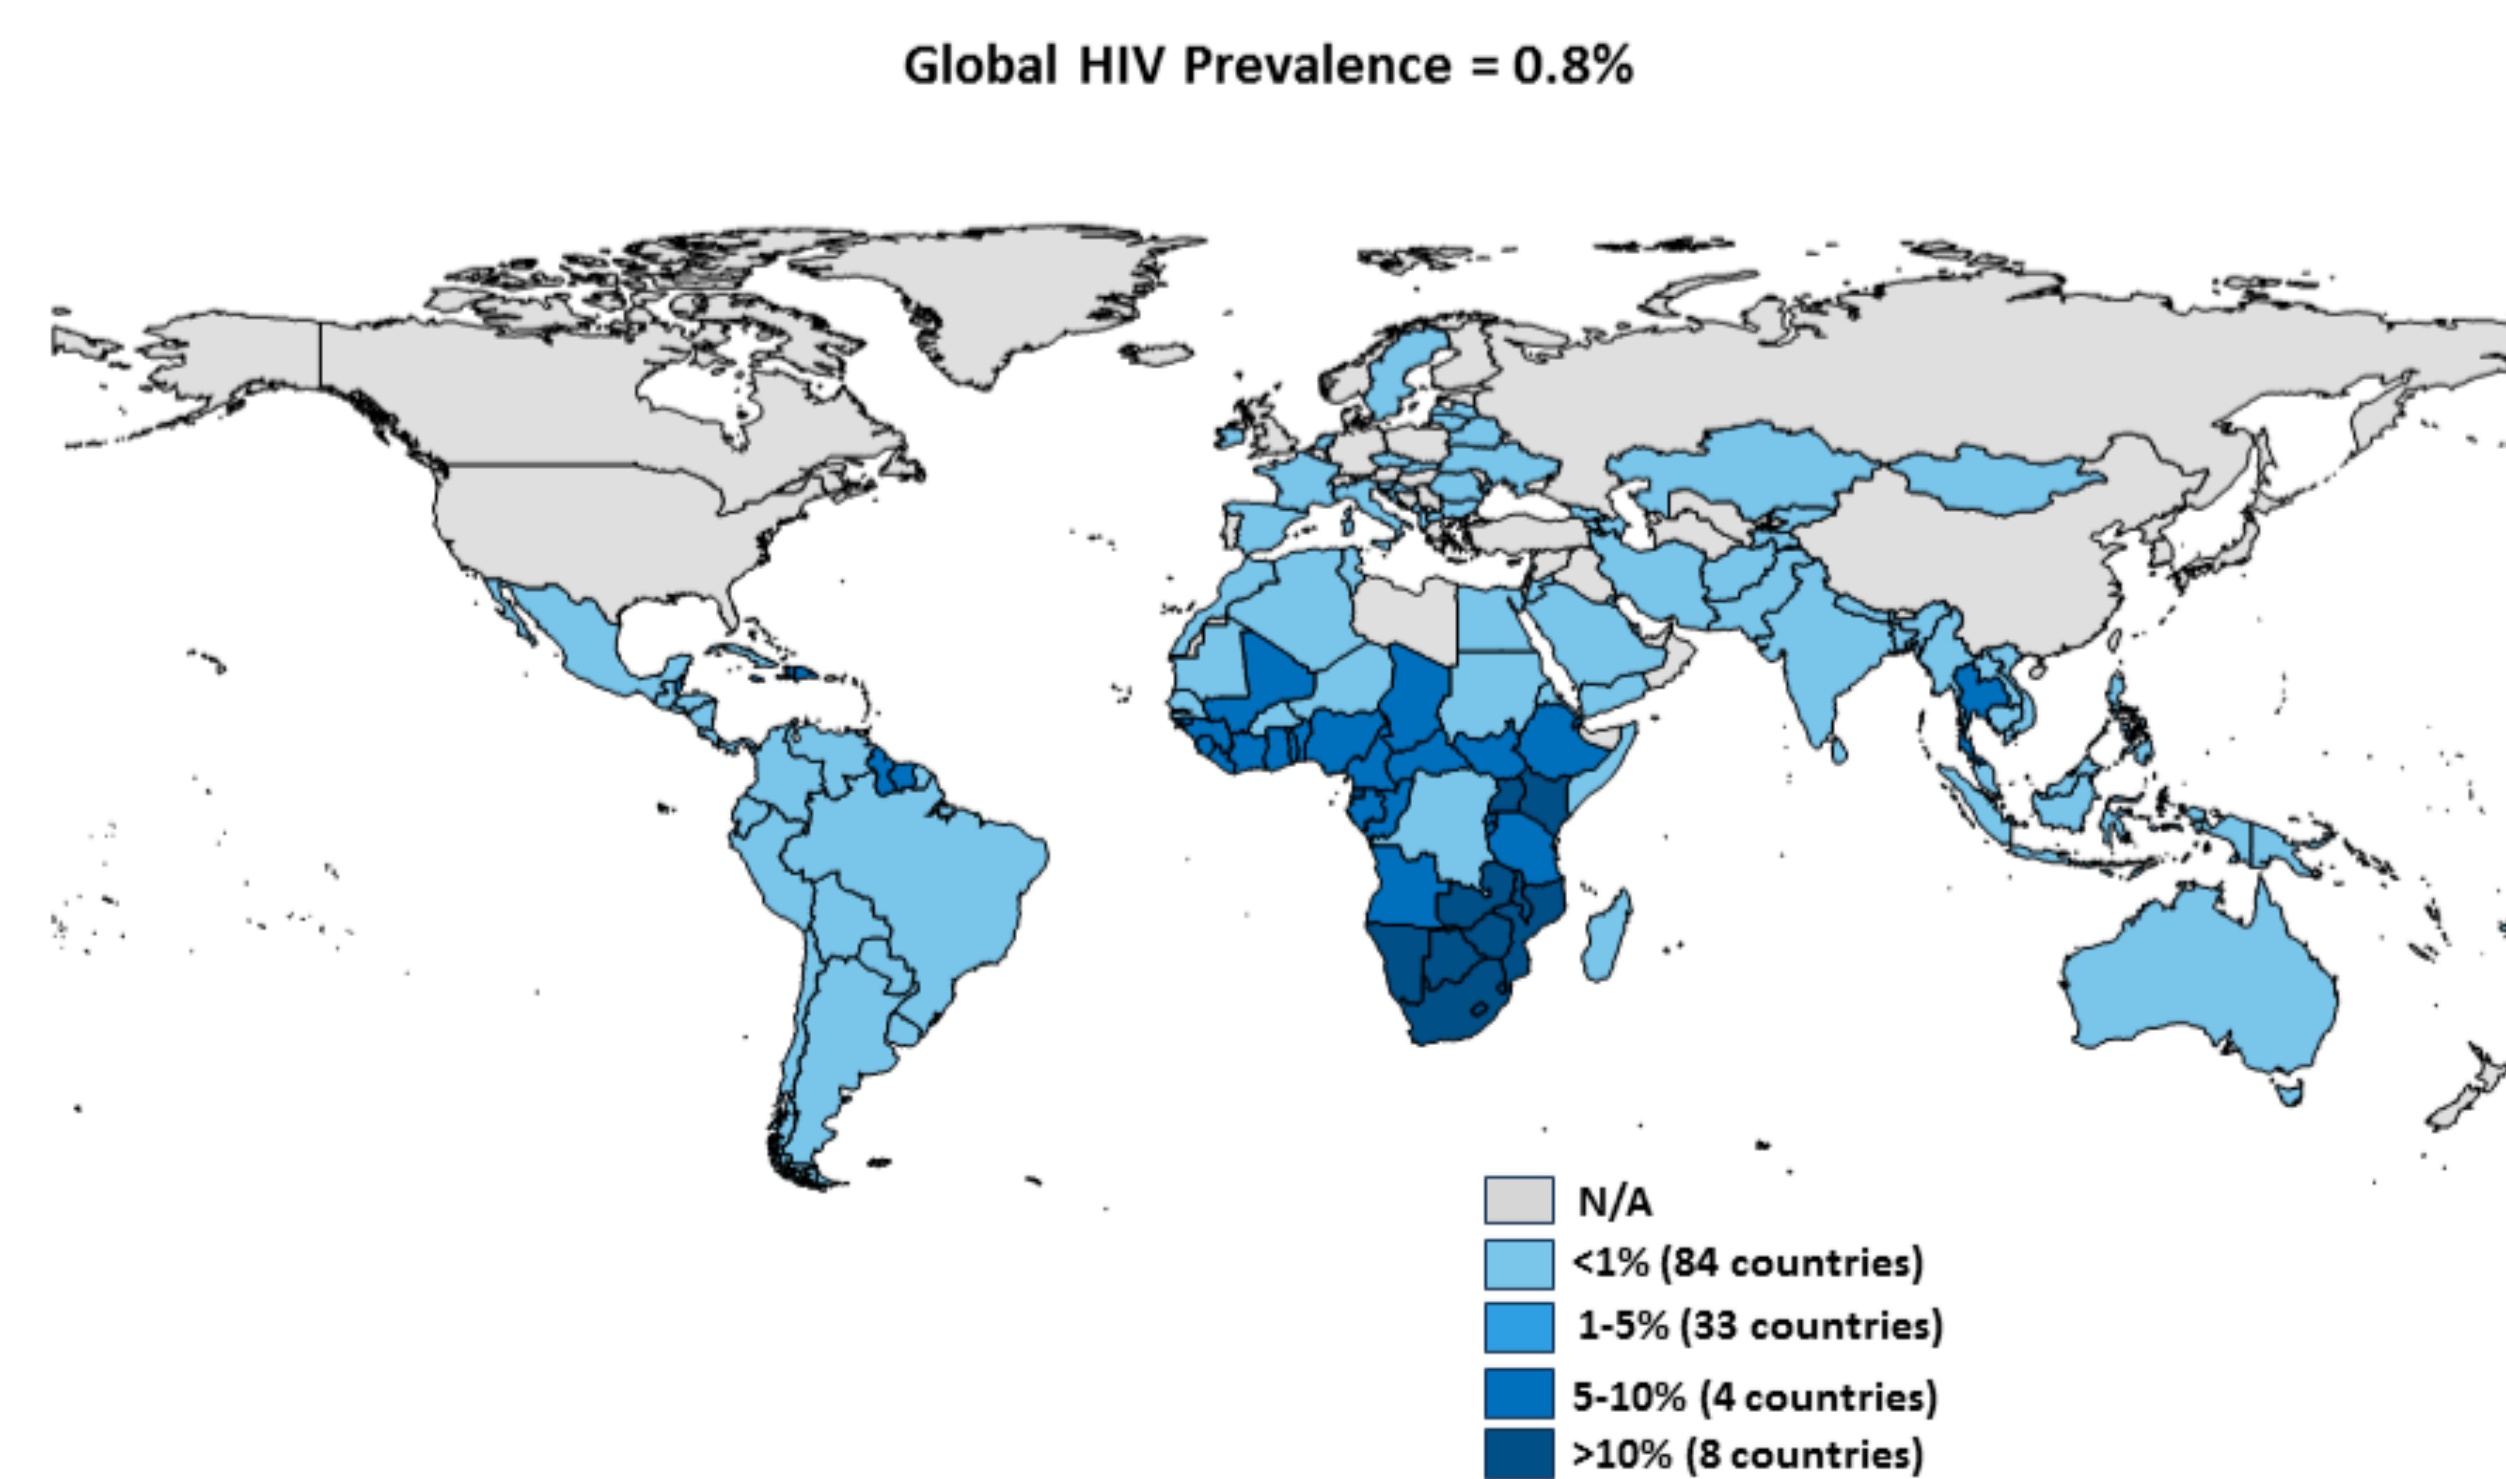 Global HIV Prevalence = 0.8%
N/A
<1% (84 countries)
1-5% (33 countries)
5-10% (4 countries)
>10% (8 countries)